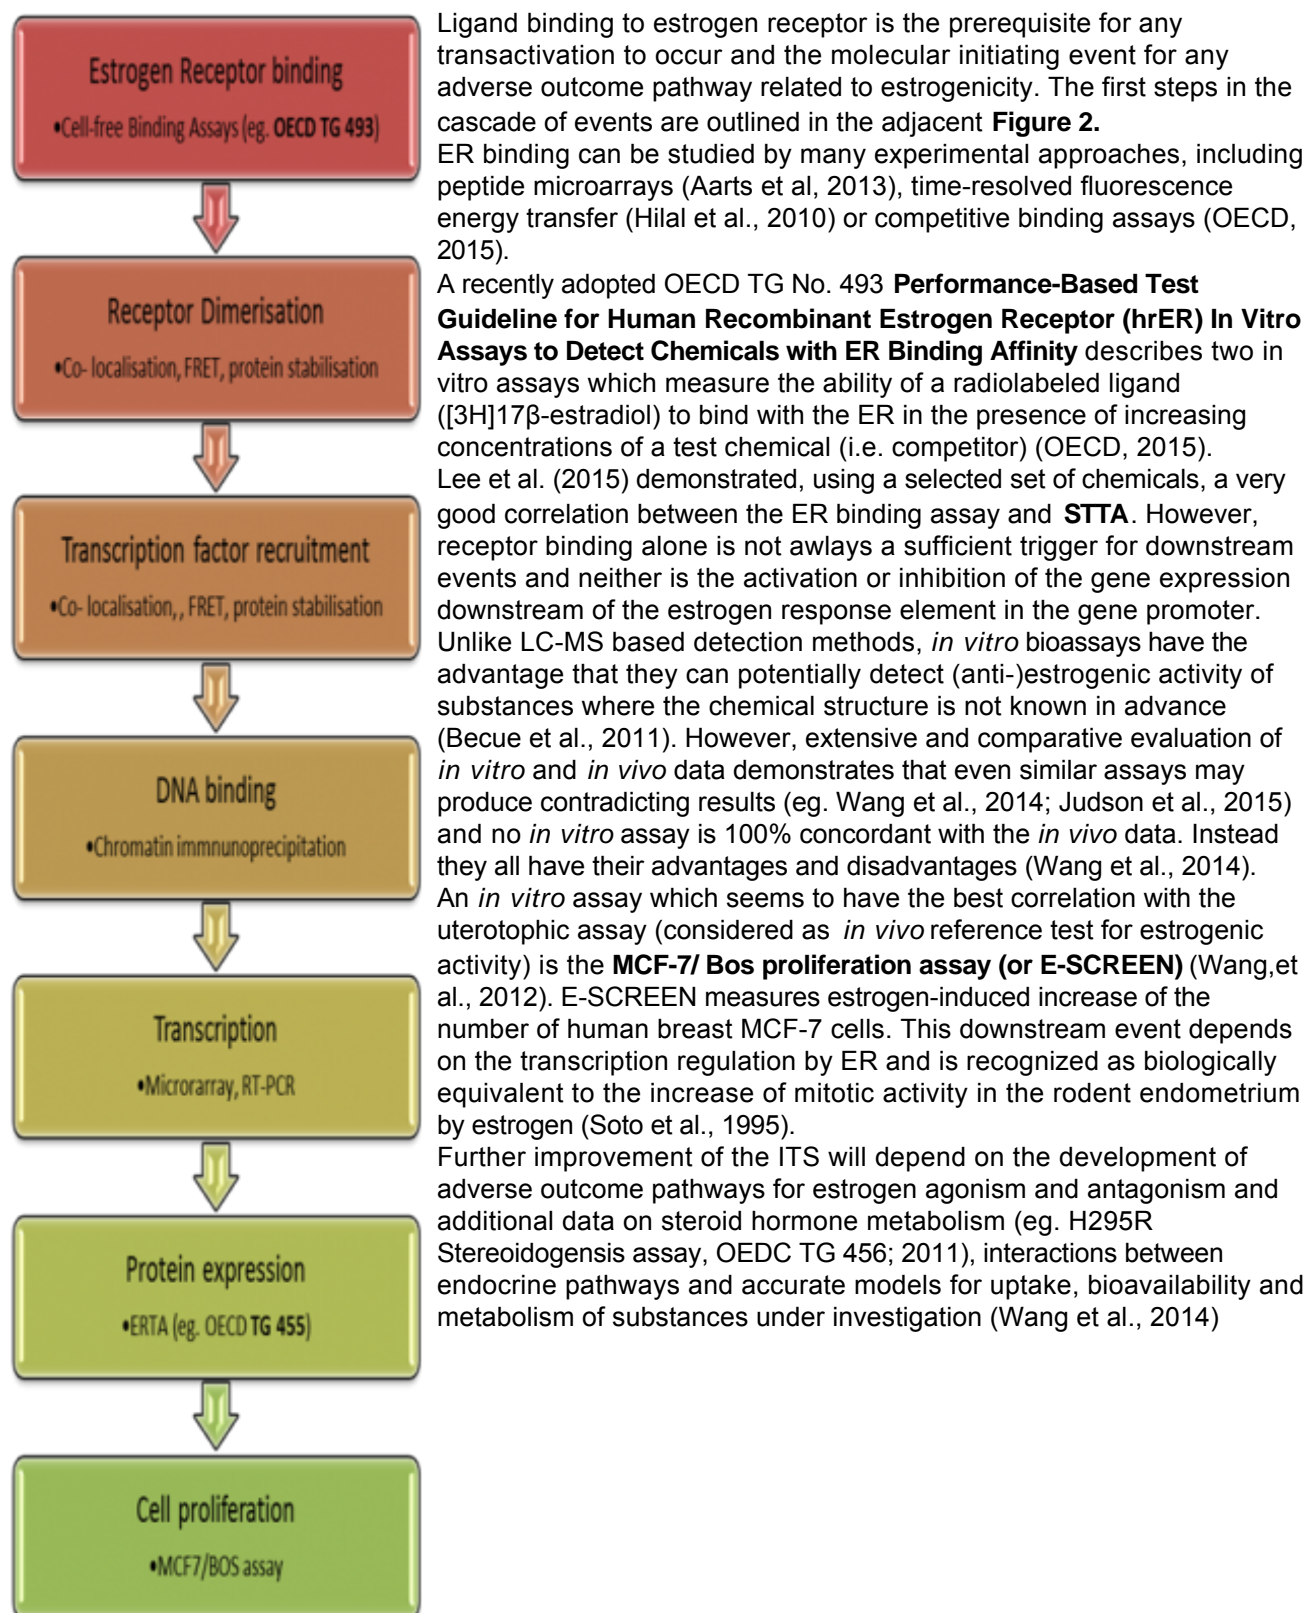 Estrogen Receptor binding
•Cell-free Binding Assays (eg. OECD TG 493)
Receptor Dimerisation
•Co- localisation, FRET, protein stabilisation
Transcription factor recruitment
•Co- localisation, , FRET, protein stabilisation
DNA binding
•Chromatin immnunoprecipitation
Transcription
•Microrarray, RT-PCR
Protein expression
•ERTA (eg. OECD TG 455)
Cell proliferation
•MCF7/BOS assay
Ligand binding to estrogen receptor is the prerequisite for any
transactivation to occur and the molecular initiating event for any
adverse outcome pathway related to estrogenicity. The first steps in the
cascade of events are outlined in the adjacent Figure 2.
ER binding can be studied by many experimental approaches, including
peptide microarrays (Aarts et al, 2013), time-resolved fluorescence
energy transfer (Hilal et al., 2010) or competitive binding assays (OECD,
2015).
A recently adopted OECD TG No. 493 Performance-Based Test
Guideline for Human Recombinant Estrogen Receptor (hrER) In Vitro
Assays to Detect Chemicals with ER Binding Affinity describes two in
vitro assays which measure the ability of a radiolabeled ligand
([3H]17β-estradiol) to bind with the ER in the presence of increasing
concentrations of a test chemical (i.e. competitor) (OECD, 2015).
Lee et al. (2015) demonstrated, using a selected set of chemicals, a very
good correlation between the ER binding assay and STTA. However,
receptor binding alone is not awlays a sufficient trigger for downstream
events and neither is the activation or inhibition of the gene expression
downstream of the estrogen response element in the gene promoter.
Unlike LC-MS based detection methods, in vitro bioassays have the
advantage that they can potentially detect (anti-)estrogenic activity of
substances where the chemical structure is not known in advance
(Becue et al., 2011). However, extensive and comparative evaluation of
in vitro and in vivo data demonstrates that even similar assays may
produce contradicting results (eg. Wang et al., 2014; Judson et al., 2015)
and no in vitro assay is 100% concordant with the in vivo data. Instead
they all have their advantages and disadvantages (Wang et al., 2014).
An in vitro assay which seems to have the best correlation with the
uterotophic assay (considered as in vivo reference test for estrogenic
activity) is the MCF-7/ Bos proliferation assay (or E-SCREEN) (Wang,et
al., 2012). E-SCREEN measures estrogen-induced increase of the
number of human breast MCF-7 cells. This downstream event depends
on the transcription regulation by ER and is recognized as biologically
equivalent to the increase of mitotic activity in the rodent endometrium
by estrogen (Soto et al., 1995).
Further improvement of the ITS will depend on the development of
adverse outcome pathways for estrogen agonism and antagonism and
additional data on steroid hormone metabolism (eg. H295R
Stereoidogensis assay, OEDC TG 456; 2011), interactions between
endocrine pathways and accurate models for uptake, bioavailability and
metabolism of substances under investigation (Wang et al., 2014)